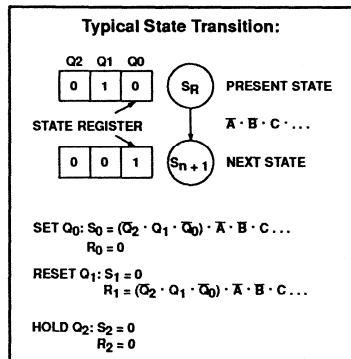 Typical State Transition:
Q2 Q1 Q0
0 1 0
SR
PRESENT STATE
STATE REGISTER
A̅ · B̅ · C · ...
0 0 1
Sn + 1
NEXT STATE
SET Q0: S0 = (Q̅2 · Q1 · Q̅0) · A̅ · B̅ · C ...
R0 = 0
RESET Q1: S1 = 0
R1 = (Q̅2 · Q1 · Q̅0) · A̅ · B̅ · C ...
HOLD Q2: S2 = 0
R2 = 0